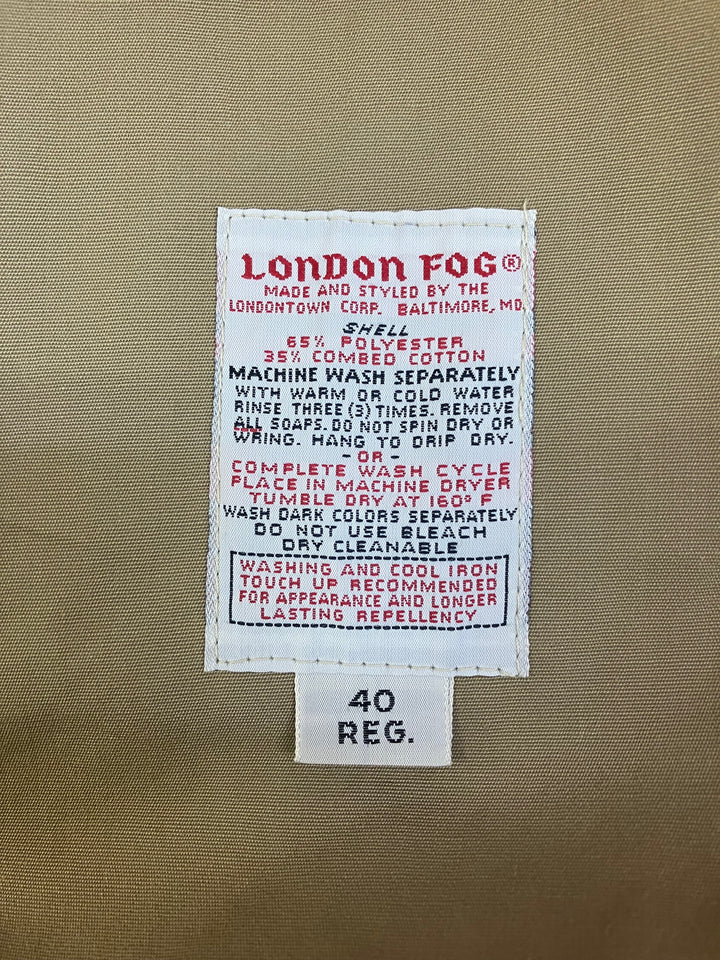 LONDON FOG®
MADE AND STYLED BY THE
LONDONTOWN CORP. BALTIMORE, MD.
SHELL
65% POLYESTER
35% COMBED COTTON
MACHINE WASH SEPARATELY
WITH WARM OR COLD WATER
RINSE THREE (3) TIMES. REMOVE
ALL SOAPS. DO NOT SPIN DRY OR
WRING. HANG TO DRIP DRY.
- OR -
COMPLETE WASH CYCLE
PLACE IN MACHINE DRYER
TUMBLE DRY AT 160° F
WASH DARK COLORS SEPARATELY
DO NOT USE BLEACH
DRY CLEANABLE
WASHING AND COOL IRON
TOUCH UP RECOMMENDED
FOR APPEARANCE AND LONGER
LASTING REPELLENCY
40
REG.